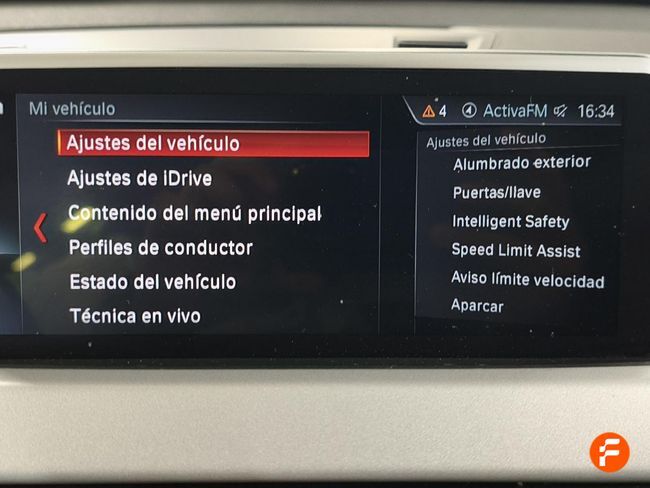 Mi vehículo
4 ActivaFM 16:34
Ajustes del vehículo
Ajustes de iDrive
Contenido del menú principal
Perfiles de conductor
Estado del vehículo
Técnica en vivo
Ajustes del vehículo
Alumbrado exterior
Puertas/llave
Intelligent Safety
Speed Limit Assist
Aviso límite velocidad
Aparcar